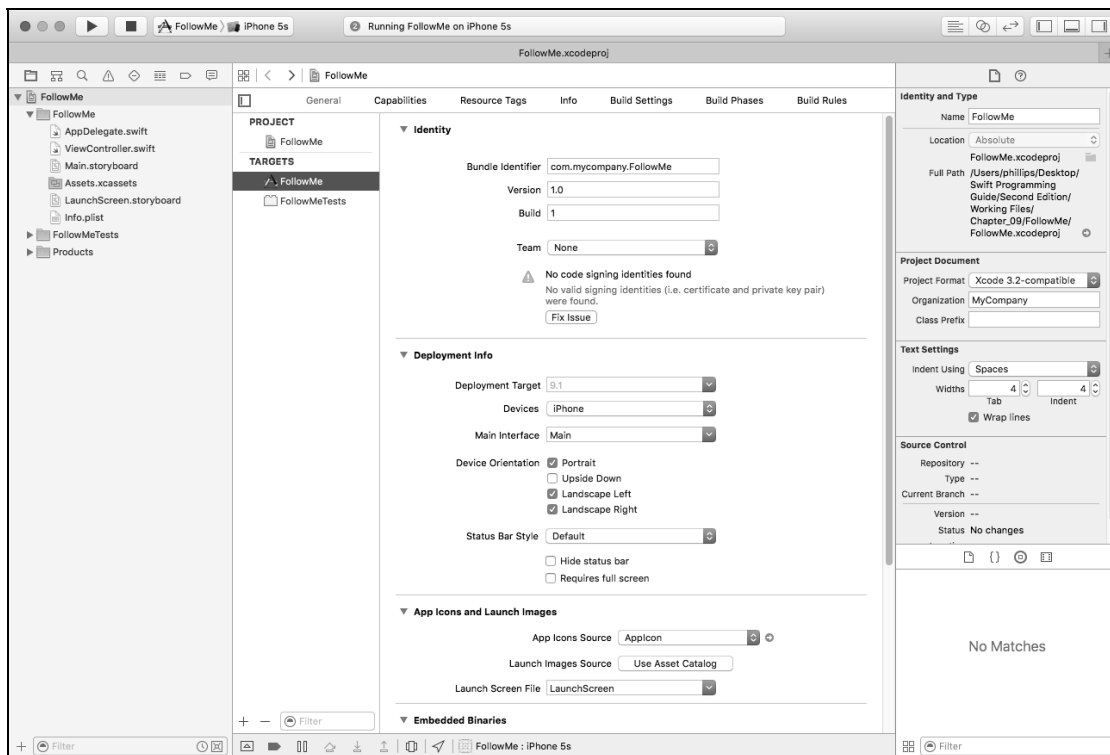 FollowMe iPhone 5s
2 Running FollowMe on iPhone 5s
FollowMe.xcodeproj
FollowMe
FollowMe
AppDelegate.swift
ViewController.swift
Main.storyboard
Assets.xcassets
LaunchScreen.storyboard
Info.plist
FollowMeTests
Products
Filter
FollowMe
General Capabilities Resource Tags Info Build Settings Build Phases Build Rules
PROJECT
FollowMe
TARGETS
FollowMe
FollowMeTests
Filter
Identity
Bundle Identifier com.mycompany.FollowMe
Version 1.0
Build 1
Team None
No code signing identities found
No valid signing identities (i.e. certificate and private key pair)
were found.
Fix Issue
Deployment Info
Deployment Target 9.1
Devices iPhone
Main Interface Main
Device Orientation Portrait
Upside Down
Landscape Left
Landscape Right
Status Bar Style Default
Hide status bar
Requires full screen
App Icons and Launch Images
App Icons Source AppIcon
Launch Images Source Use Asset Catalog
Launch Screen File LaunchScreen
Embedded Binaries
FollowMe : iPhone 5s
Identity and Type
Name FollowMe
Location Absolute
FollowMe.xcodeproj
Full Path /Users/phillips/Desktop/
Swift Programming
Guide/Second Edition/
Working Files/
Chapter_09/FollowMe/
FollowMe.xcodeproj
Project Document
Project Format Xcode 3.2-compatible
Organization MyCompany
Class Prefix
Text Settings
Indent Using Spaces
Widths 4 4
Tab Indent
Wrap lines
Source Control
Repository --
Type --
Current Branch --
Version --
Status No changes
No Matches
Filter